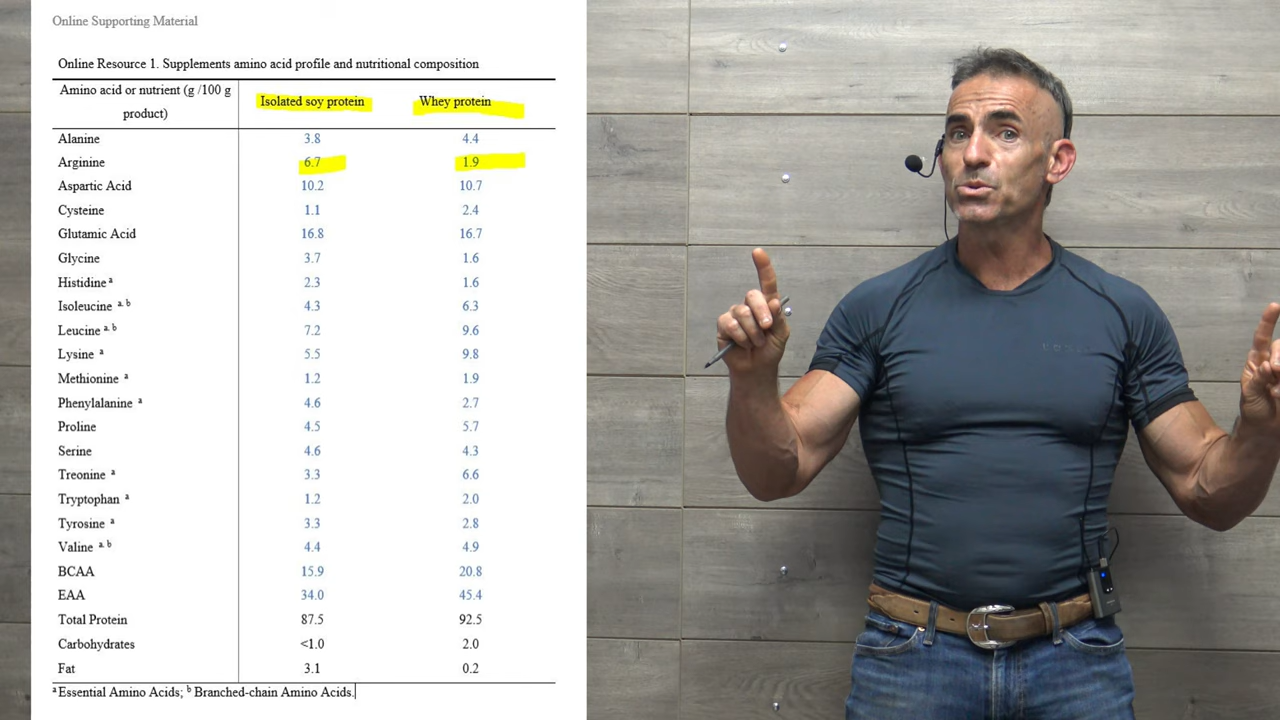 Online Supporting Material
Online Resource 1. Supplements amino acid profile and nutritional composition
Amino acid or nutrient (g /100 g product) Isolated soy protein Whey protein
Alanine 3.8 4.4
Arginine 6.7 1.9
Aspartic Acid 10.2 10.7
Cysteine 1.1 2.4
Glutamic Acid 16.8 16.7
Glycine 3.7 1.6
Histidine ᵃ 2.3 1.6
Isoleucine ᵃ· ᵇ 4.3 6.3
Leucine ᵃ· ᵇ 7.2 9.6
Lysine ᵃ 5.5 9.8
Methionine ᵃ 1.2 1.9
Phenylalanine ᵃ 4.6 2.7
Proline 4.5 5.7
Serine 4.6 4.3
Treonine ᵃ 3.3 6.6
Tryptophan ᵃ 1.2 2.0
Tyrosine ᵃ 3.3 2.8
Valine ᵃ· ᵇ 4.4 4.9
BCAA 15.9 20.8
EAA 34.0 45.4
Total Protein 87.5 92.5
Carbohydrates <1.0 2.0
Fat 3.1 0.2
ᵃ Essential Amino Acids; ᵇ Branched-chain Amino Acids.